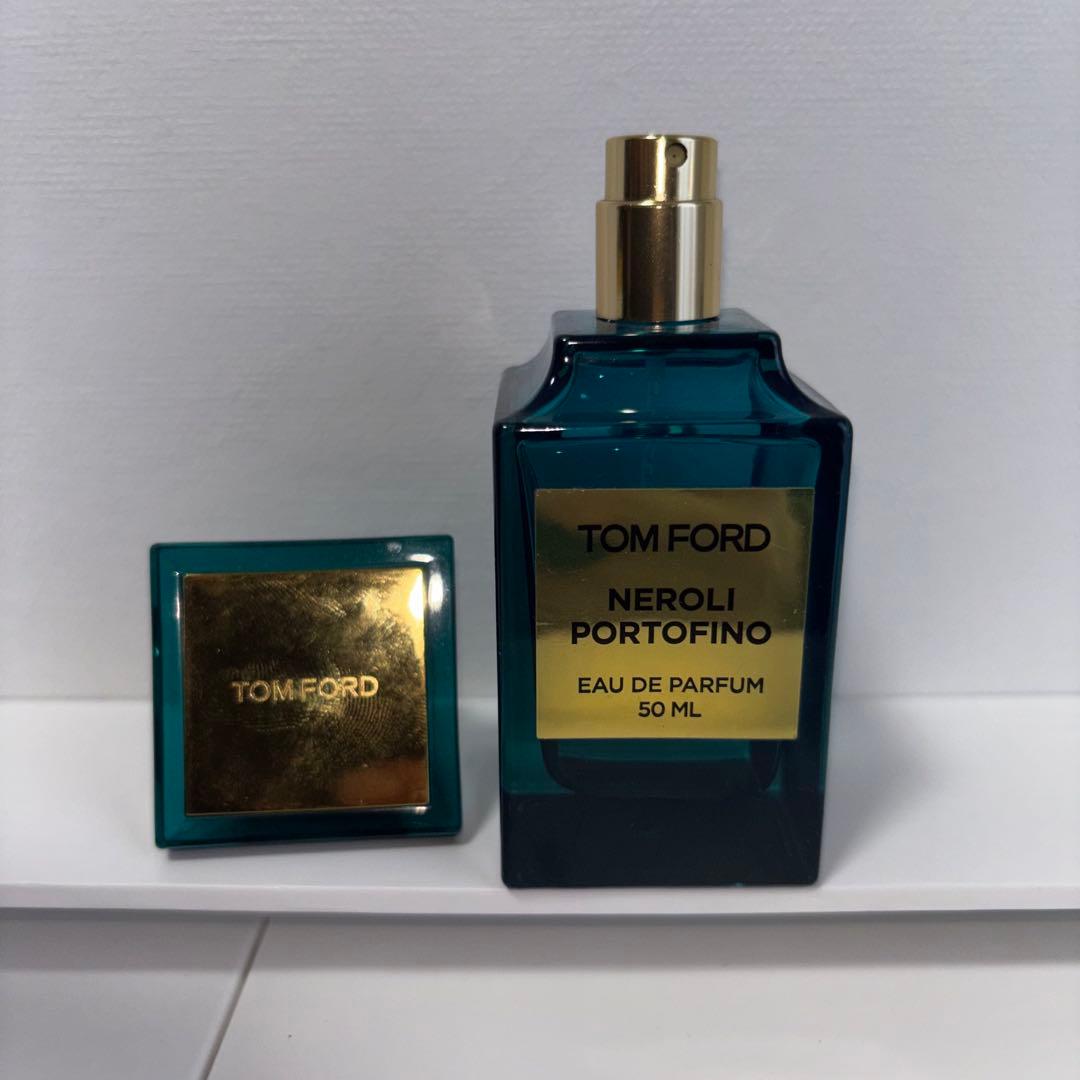 TOM FORD
TOM FORD
NEROLI
PORTOFINO
EAU DE PARFUM
50 ML